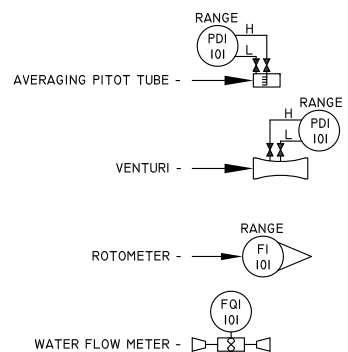 RANGE
PDI
101
H
L
AVERAGING PITOT TUBE -
RANGE
PDI
101
H
L
VENTURI -
RANGE
FI
101
ROTOMETER -
FQI
101
WATER FLOW METER -